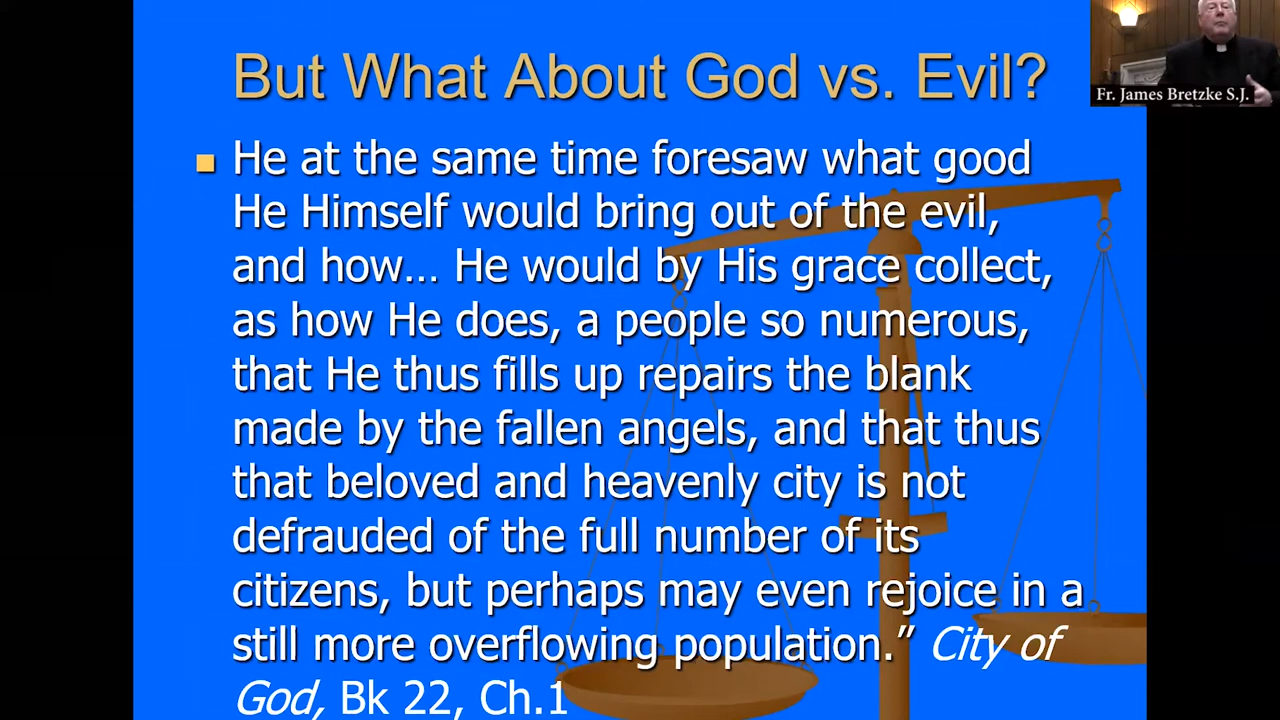 But What About God vs. Evil?
Fr. James Bretzke S.J.
He at the same time foresaw what good
He Himself would bring out of the evil,
and how… He would by His grace collect,
as how He does, a people so numerous,
that He thus fills up repairs the blank
made by the fallen angels, and that thus
that beloved and heavenly city is not
defrauded of the full number of its
citizens, but perhaps may even rejoice in a
still more overflowing population.” City of
God, Bk 22, Ch.1